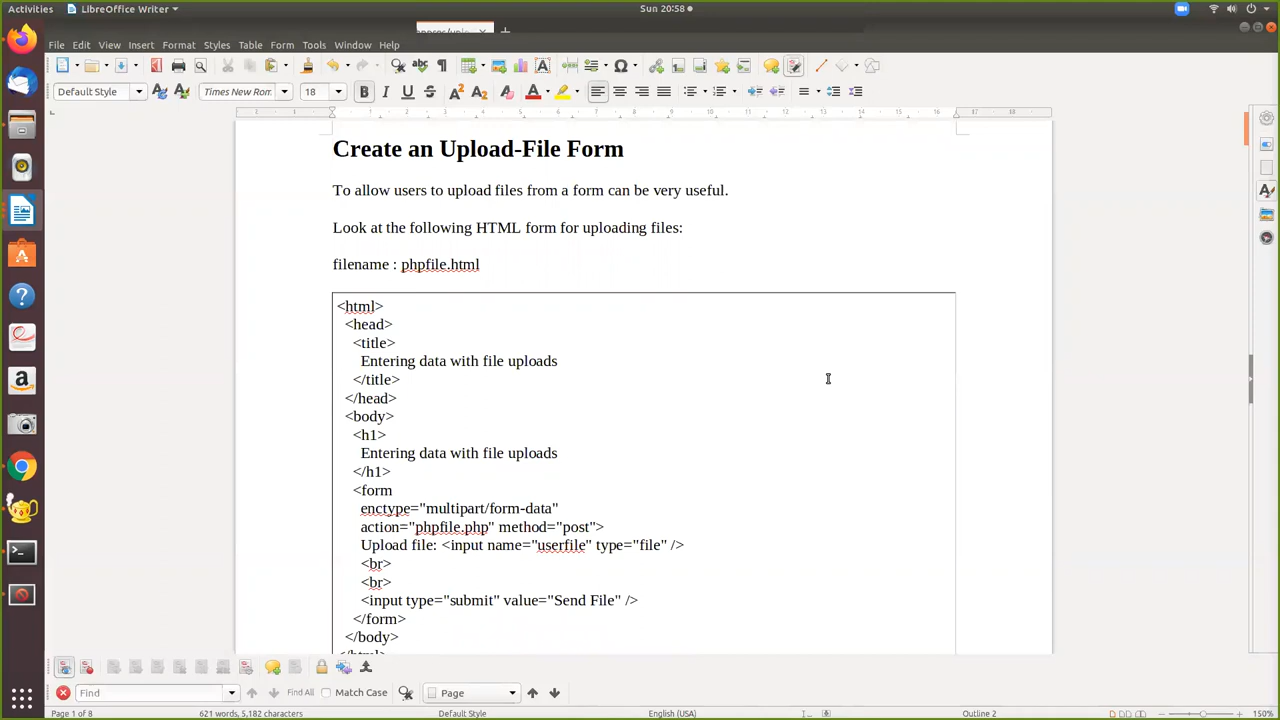 Activities LibreOffice Writer Sun 20:58
File Edit View Insert Format Styles Table Form Tools Window Help
Default Style Times New Rom 18
Create an Upload-File Form
To allow users to upload files from a form can be very useful.
Look at the following HTML form for uploading files:
filename : phpfile.html
<html>
<head>
<title>
Entering data with file uploads
</title>
</head>
<body>
<h1>
Entering data with file uploads
</h1>
<form
enctype="multipart/form-data"
action="phpfile.php" method="post">
Upload file: <input name="userfile" type="file" />
<br>
<br>
<input type="submit" value="Send File" />
</form>
</body>
Find Find All Match Case Page
Page 1 of 8 621 words, 5,182 characters Default Style English (USA) Outline 2 150%